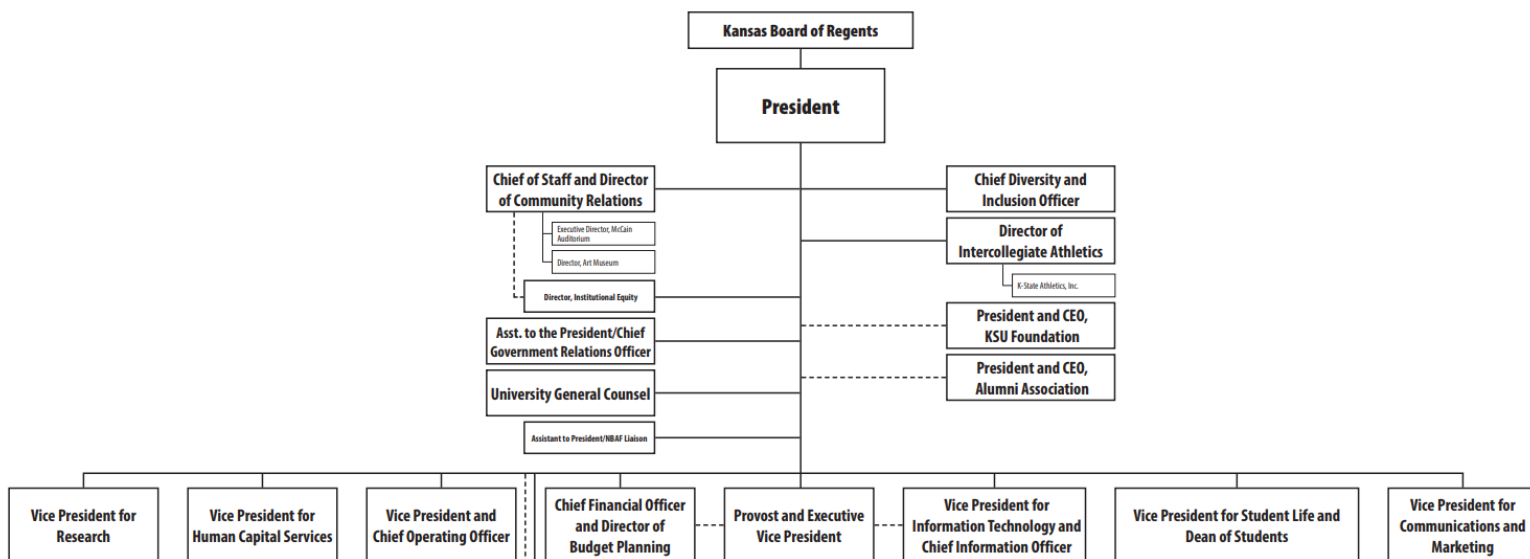 Kansas Board of Regents
President
Chief of Staff and Director
of Community Relations
Executive Director, McCain
Auditorium
Director, Art Museum
Director, Institutional Equity
Asst. to the President/Chief
Government Relations Officer
University General Counsel
Assistant to President/NBAF Liaison
Chief Diversity and
Inclusion Officer
Director of
Intercollegiate Athletics
K-State Athletics, Inc.
President and CEO,
KSU Foundation
President and CEO,
Alumni Association
Vice President for
Research
Vice President for
Human Capital Services
Vice President and
Chief Operating Officer
Chief Financial Officer
and Director of
Budget Planning
Provost and Executive
Vice President
Vice President for
Information Technology and
Chief Information Officer
Vice President for Student Life and
Dean of Students
Vice President for
Communications and
Marketing